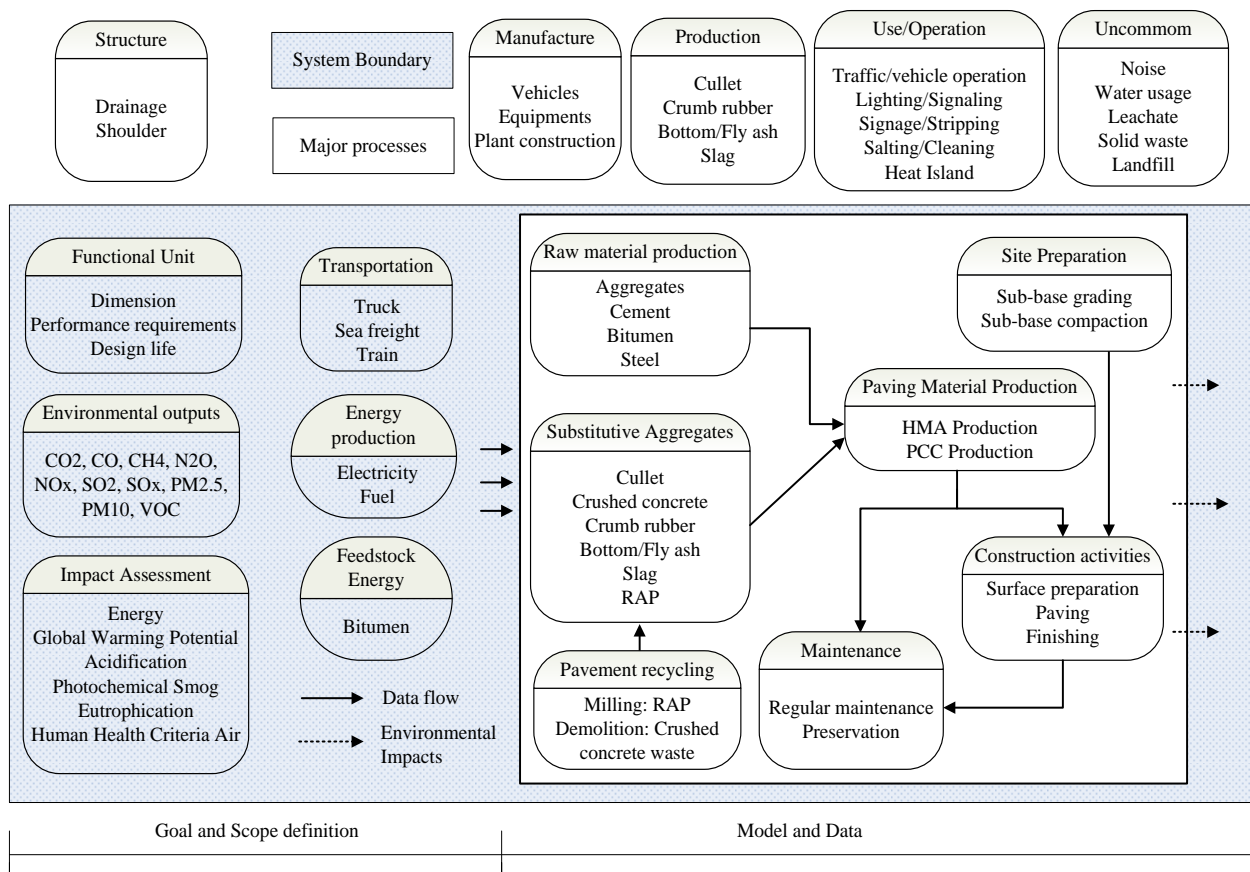 Structure
Drainage
Shoulder
System Boundary
Major processes
Manufacture
Vehicles
Equipments
Plant construction
Production
Cullet
Crumb rubber
Bottom/Fly ash
Slag
Use/Operation
Traffic/vehicle operation
Lighting/Signaling
Signage/Stripping
Salting/Cleaning
Heat Island
Uncommom
Noise
Water usage
Leachate
Solid waste
Landfill
Functional Unit
Dimension
Performance requirements
Design life
Environmental outputs
CO2, CO, CH4, N2O,
NOx, SO2, SOx, PM2.5,
PM10, VOC
Impact Assessment
Energy
Global Warming Potential
Acidification
Photochemical Smog
Eutrophication
Human Health Criteria Air
Transportation
Truck
Sea freight
Train
Energy
production
Electricity
Fuel
Feedstock
Energy
Bitumen
Data flow
Environmental
Impacts
Raw material production
Aggregates
Cement
Bitumen
Steel
Substitutive Aggregates
Cullet
Crushed concrete
Crumb rubber
Bottom/Fly ash
Slag
RAP
Pavement recycling
Milling: RAP
Demolition: Crushed
concrete waste
Site Preparation
Sub-base grading
Sub-base compaction
Paving Material Production
HMA Production
PCC Production
Construction activities
Surface preparation
Paving
Finishing
Maintenance
Regular maintenance
Preservation
Goal and Scope definition
Model and Data